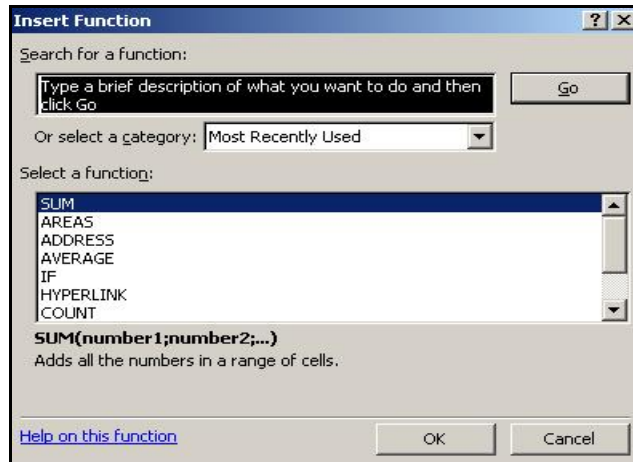 Insert Function
? X
Search for a function:
Type a brief description of what you want to do and then
click Go
Go
Or select a category: Most Recently Used
Select a function:
SUM
AREAS
ADDRESS
AVERAGE
IF
HYPERLINK
COUNT
SUM(number1;number2;...)
Adds all the numbers in a range of cells.
Help on this function
OK
Cancel